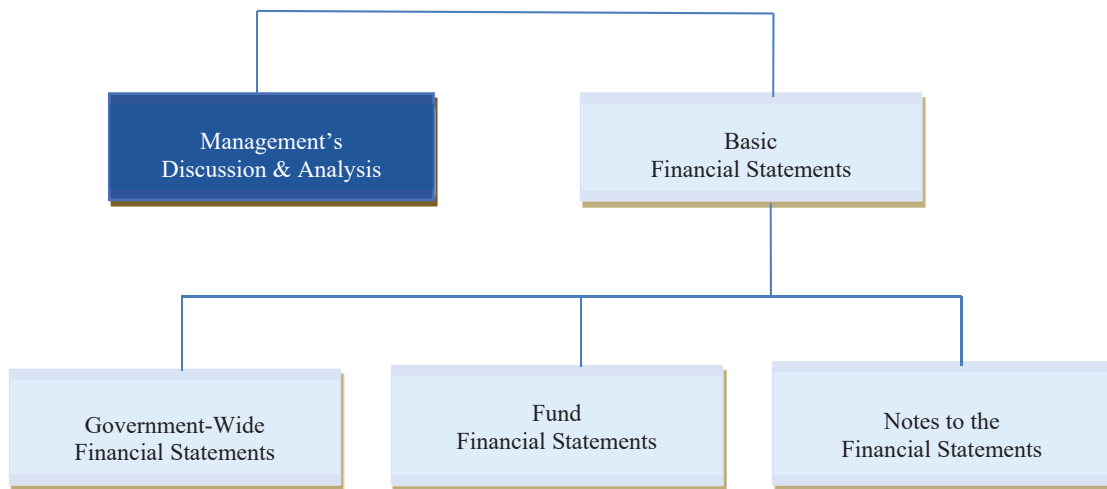 Management’s
Discussion & Analysis
Basic
Financial Statements
Government-Wide
Financial Statements
Fund
Financial Statements
Notes to the
Financial Statements